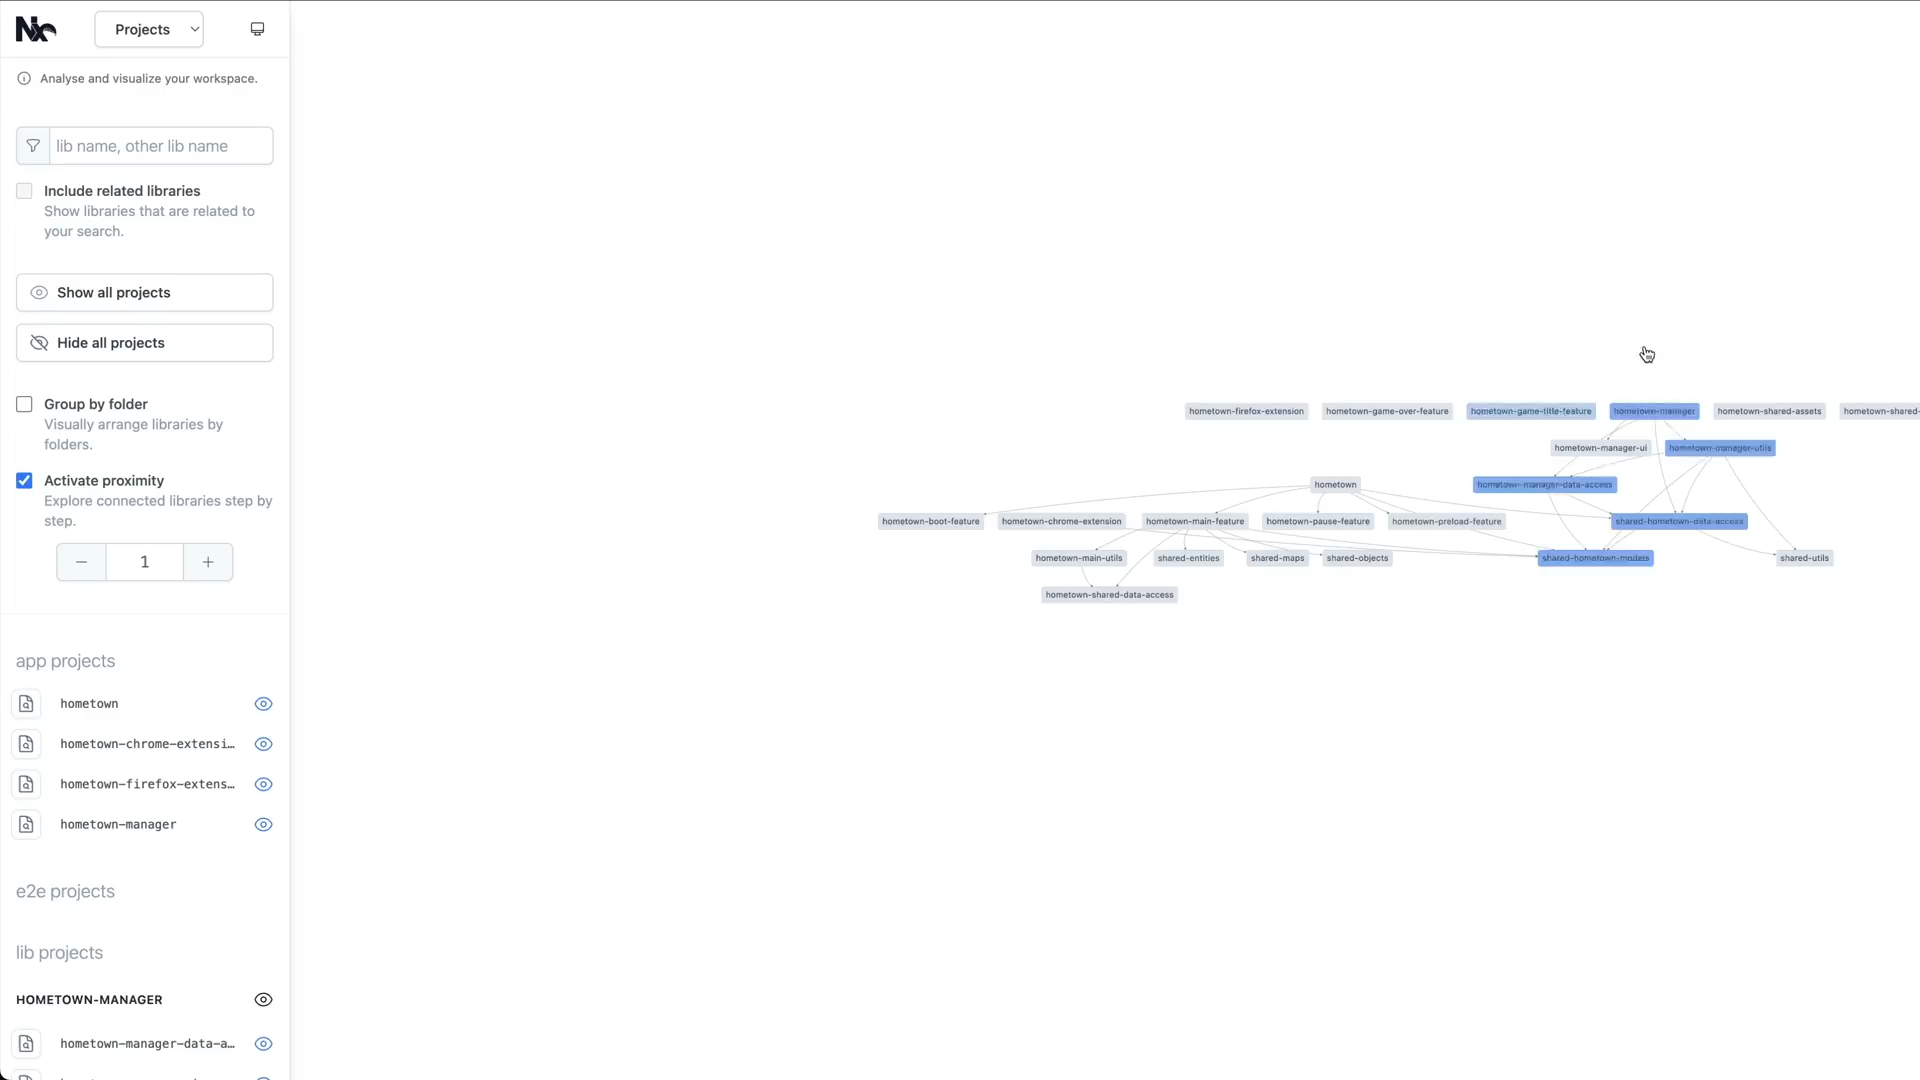 Nx
Projects
Analyse and visualize your workspace.
lib name, other lib name
Include related libraries
Show libraries that are related to
your search.
Show all projects
Hide all projects
Group by folder
Visually arrange libraries by
folders.
Activate proximity
Explore connected libraries step by
step.
1
app projects
hometown
hometown-chrome-extensi…
hometown-firefox-extens…
hometown-manager
e2e projects
lib projects
HOMETOWN-MANAGER
hometown-manager-data-a…
hometown-firefox-extension
hometown-game-over-feature
hometown-game-title-feature
hometown-manager
hometown-shared-assets
hometown-shared-
hometown-manager-ui
hometown-manager-utils
hometown
hometown-manager-data-access
hometown-boot-feature
hometown-chrome-extension
hometown-main-feature
hometown-pause-feature
hometown-preload-feature
shared-hometown-data-access
hometown-main-utils
shared-entities
shared-maps
shared-objects
shared-hometown-models
shared-utils
hometown-shared-data-access